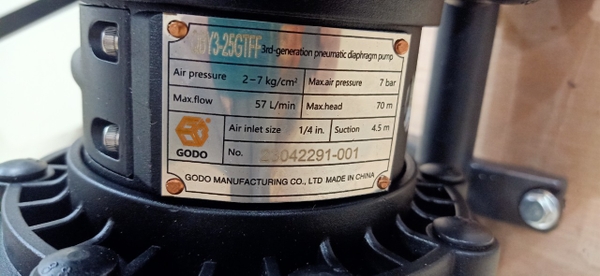 3rd-generation pneumatic diaphragm pump
Air pressure 2-7 kg/cm² Max.air pressure 7 bar
Max.flow 57 L/min Max.head 70 m
Air inlet size 1/4 in. Suction 4.5 m
GODO
No. 23042291-001
GODO MANUFACTURING CO., LTD MADE IN CHINA